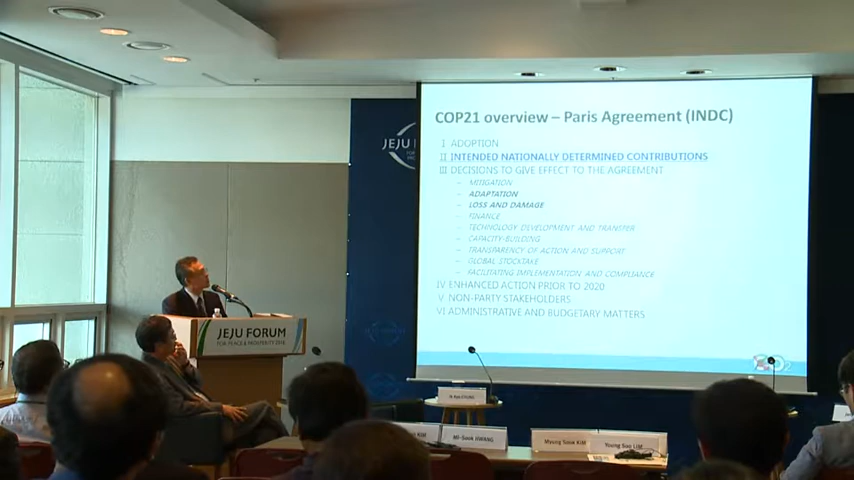 COP21 overview – Paris Agreement (INDC)
I ADOPTION
II INTENDED NATIONALLY DETERMINED CONTRIBUTIONS
III DECISIONS TO GIVE EFFECT TO THE AGREEMENT
– MITIGATION
– ADAPTATION
– LOSS AND DAMAGE
– FINANCE
– TECHNOLOGY DEVELOPMENT AND TRANSFER
– CAPACITY-BUILDING
– TRANSPARENCY OF ACTION AND SUPPORT
– GLOBAL STOCKTAKE
– FACILITATING IMPLEMENTATION AND COMPLIANCE
IV ENHANCED ACTION PRIOR TO 2020
V NON-PARTY STAKEHOLDERS
VI ADMINISTRATIVE AND BUDGETARY MATTERS
JEJU
JEJU FORUM
FOR PEACE & PROSPERITY 2016
Mi-Sook HWANG
Myung Sook KIM
Young Sao LIM